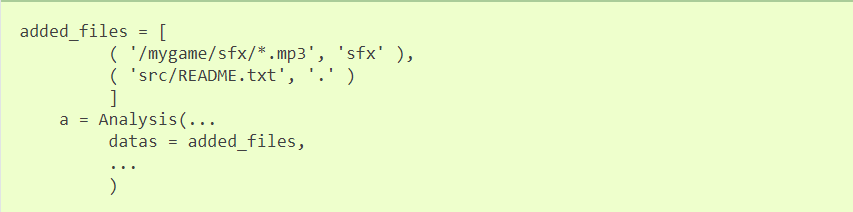 added_files = [
         ( '/mygame/sfx/*.mp3', 'sfx' ),
         ( 'src/README.txt', '.' )
         ]
    a = Analysis(...
         datas = added_files,
         ...
         )